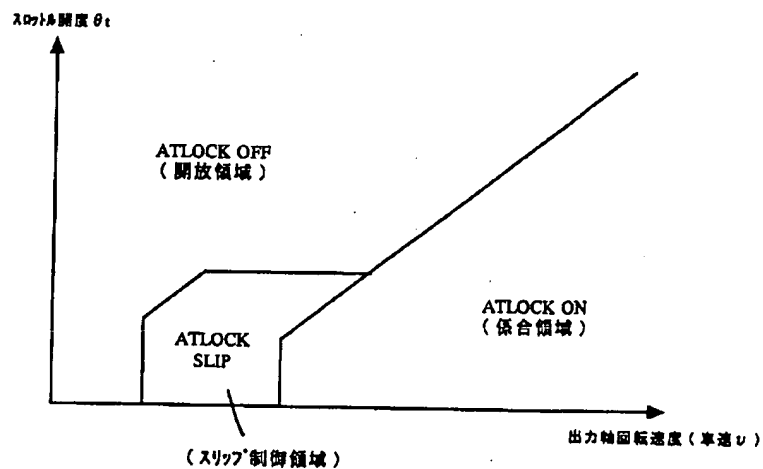 スロットル開度 θt
ATLOCK OFF
(開放領域)
ATLOCK ON
(係合領域)
ATLOCK
SLIP
出力軸回転速度(車速ν)
(スリップ制御領域)